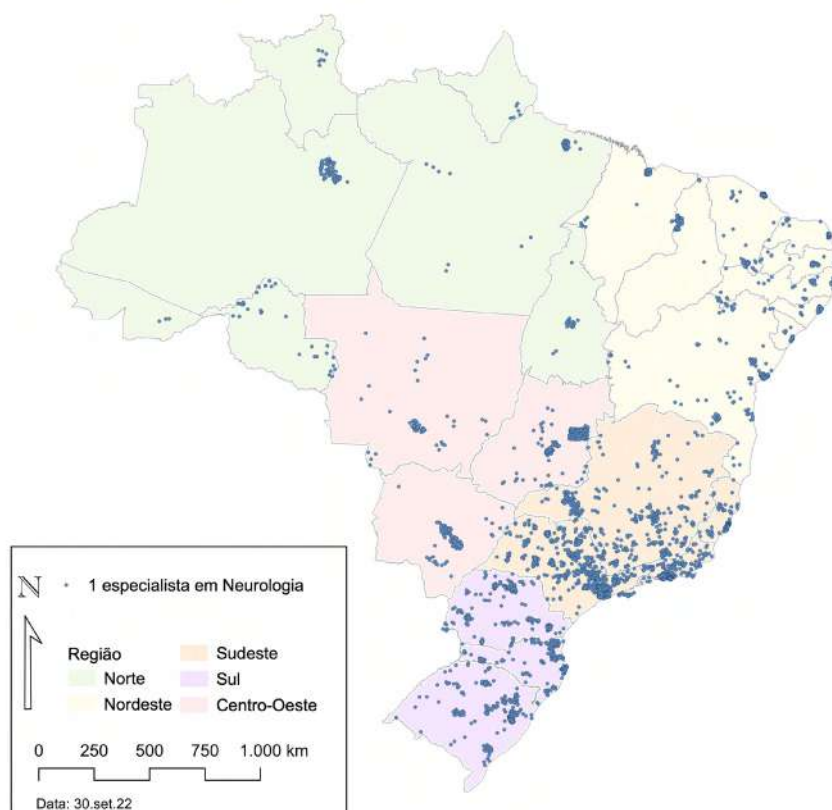 N
1 especialista em Neurologia
Região
Norte
Nordeste
Sudeste
Sul
Centro-Oeste
0 250 500 750 1.000 km
Data: 30.set.22